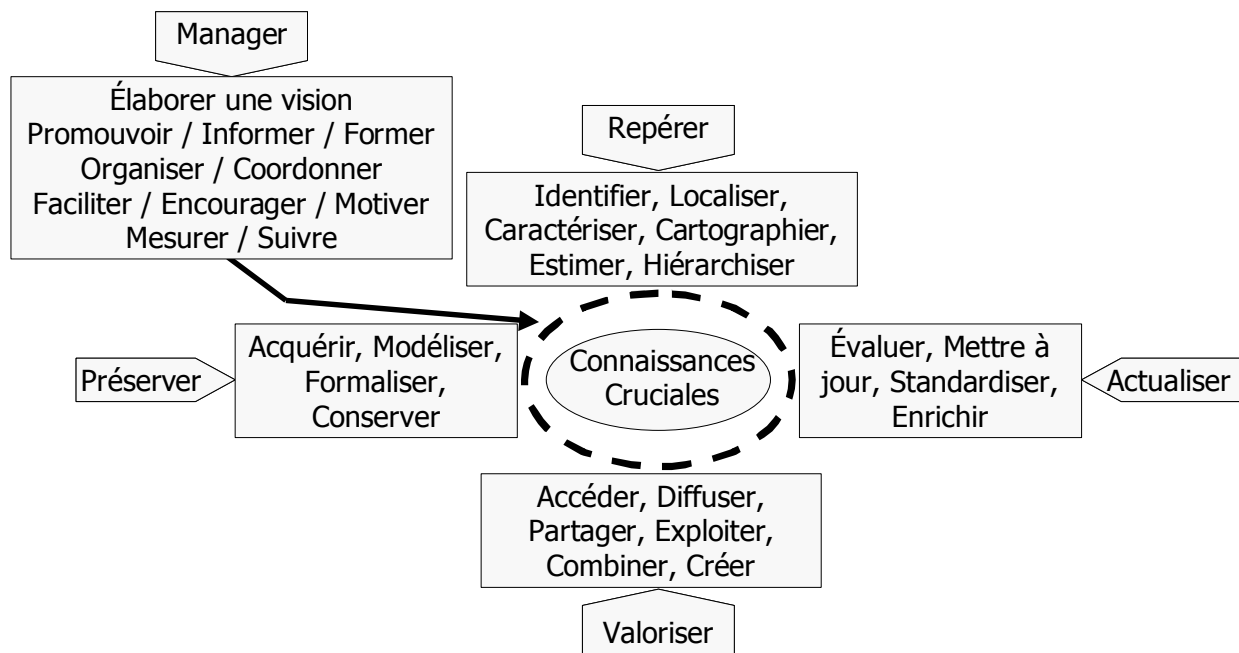 Manager
Élaborer une vision
Promouvoir / Informer / Former
Organiser / Coordonner
Faciliter / Encourager / Motiver
Mesurer / Suivre
Repérer
Identifier, Localiser,
Caractériser, Cartographier,
Estimer, Hiérarchiser
Préserver
Acquérir, Modéliser,
Formaliser,
Conserver
Connaissances
Cruciales
Évaluer, Mettre à
jour, Standardiser,
Enrichir
Actualiser
Accéder, Diffuser,
Partager, Exploiter,
Combiner, Créer
Valoriser